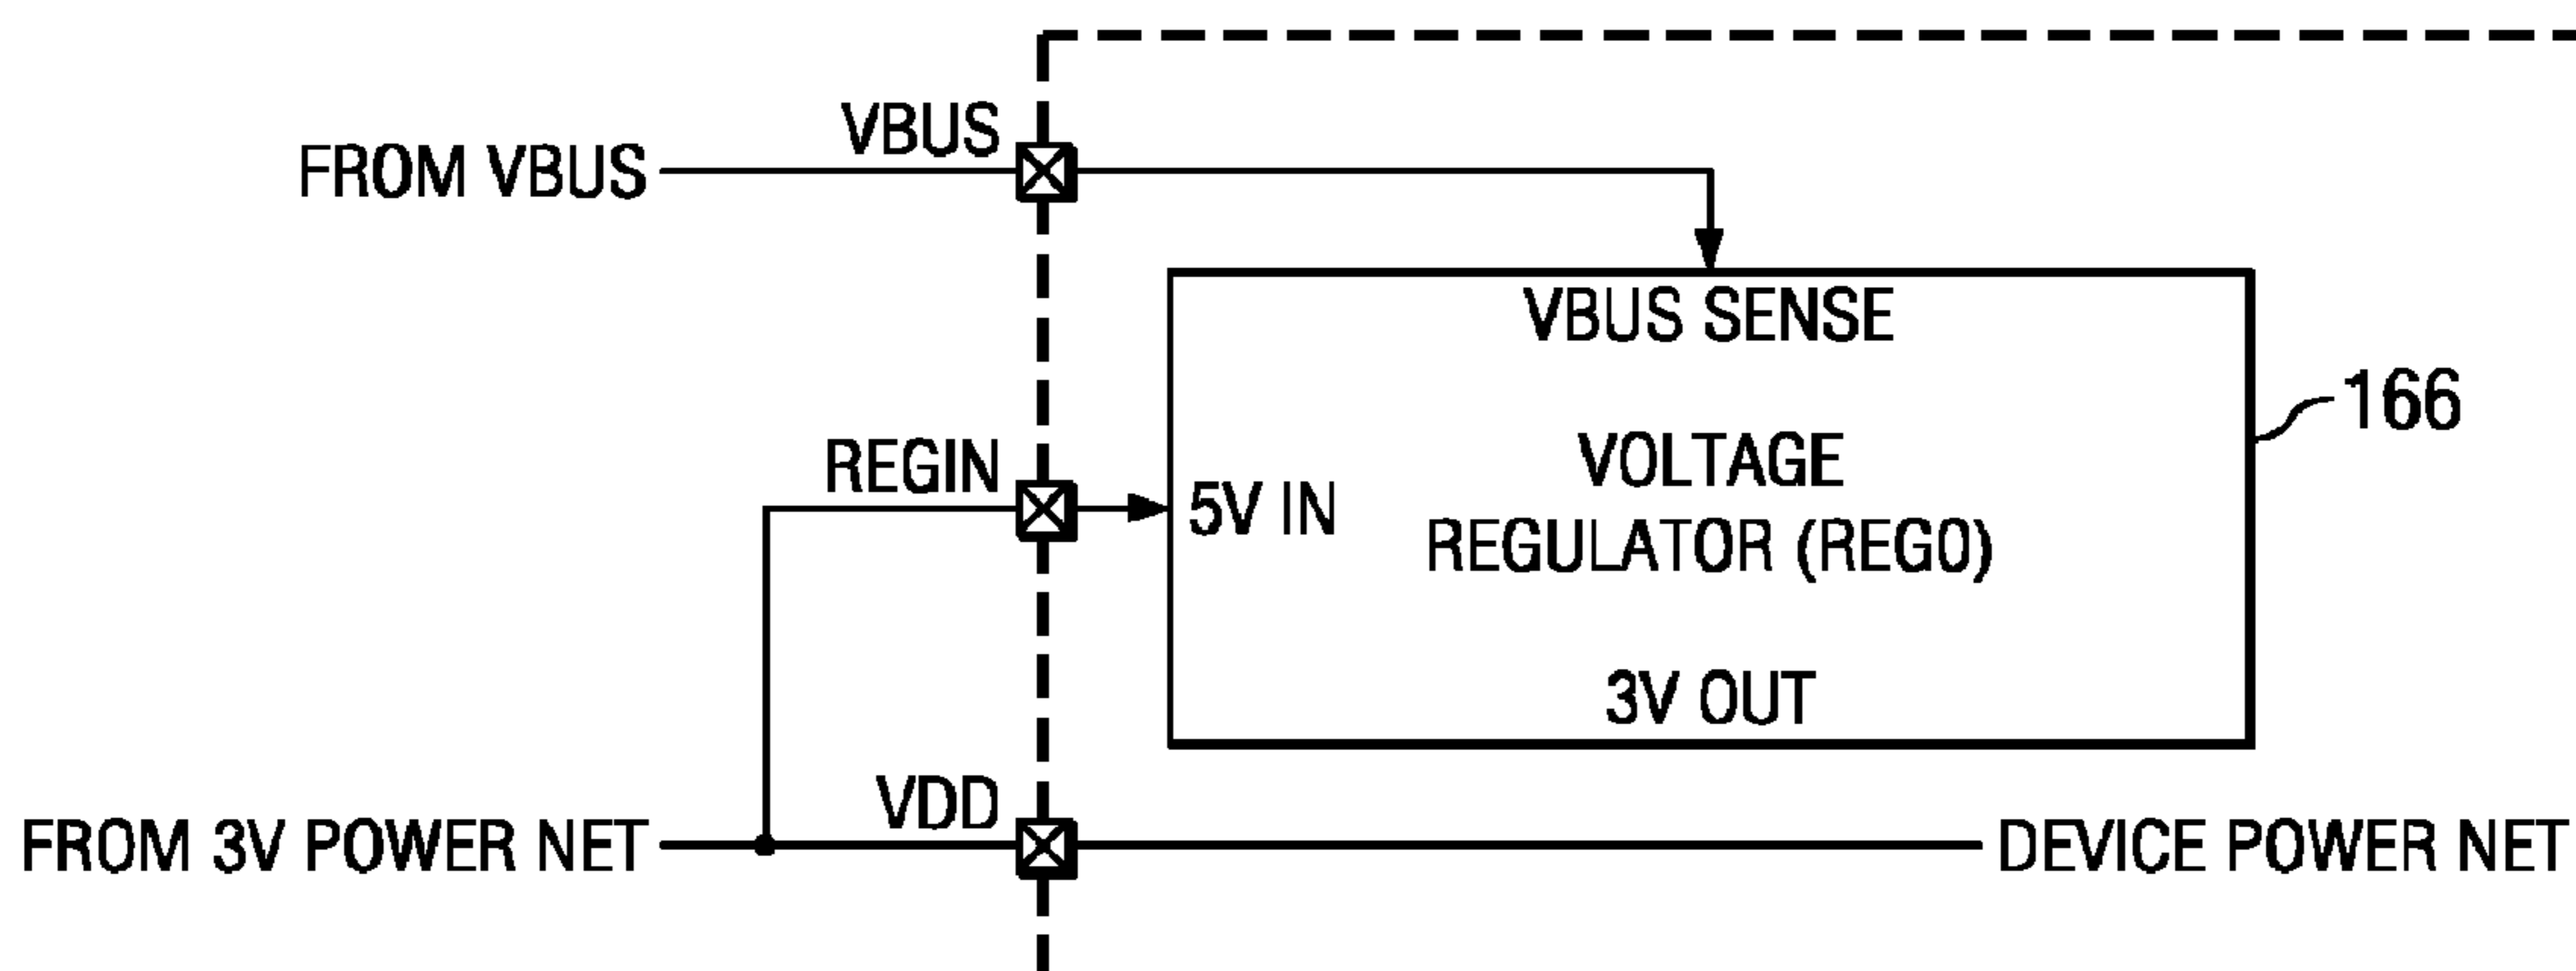 VBUS
FROM VBUS
VBUS SENSE
166
REGIN
5V IN
VOLTAGE
REGULATOR (REG0)
3V OUT
VDD
FROM 3V POWER NET
DEVICE POWER NET